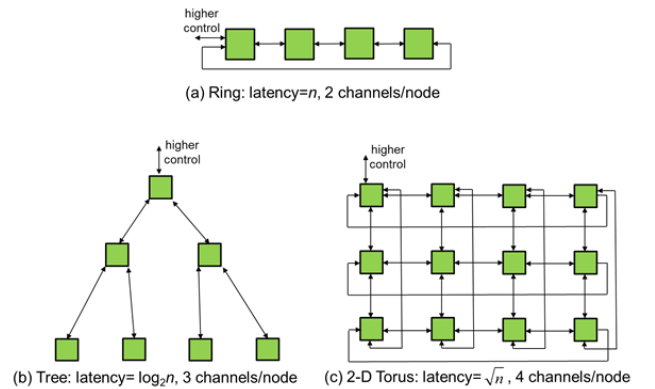 higher
control
(a) Ring: latency=n, 2 channels/node
higher
control
(b) Tree: latency= log₂n, 3 channels/node
higher
control
(c) 2-D Torus: latency=√n , 4 channels/node